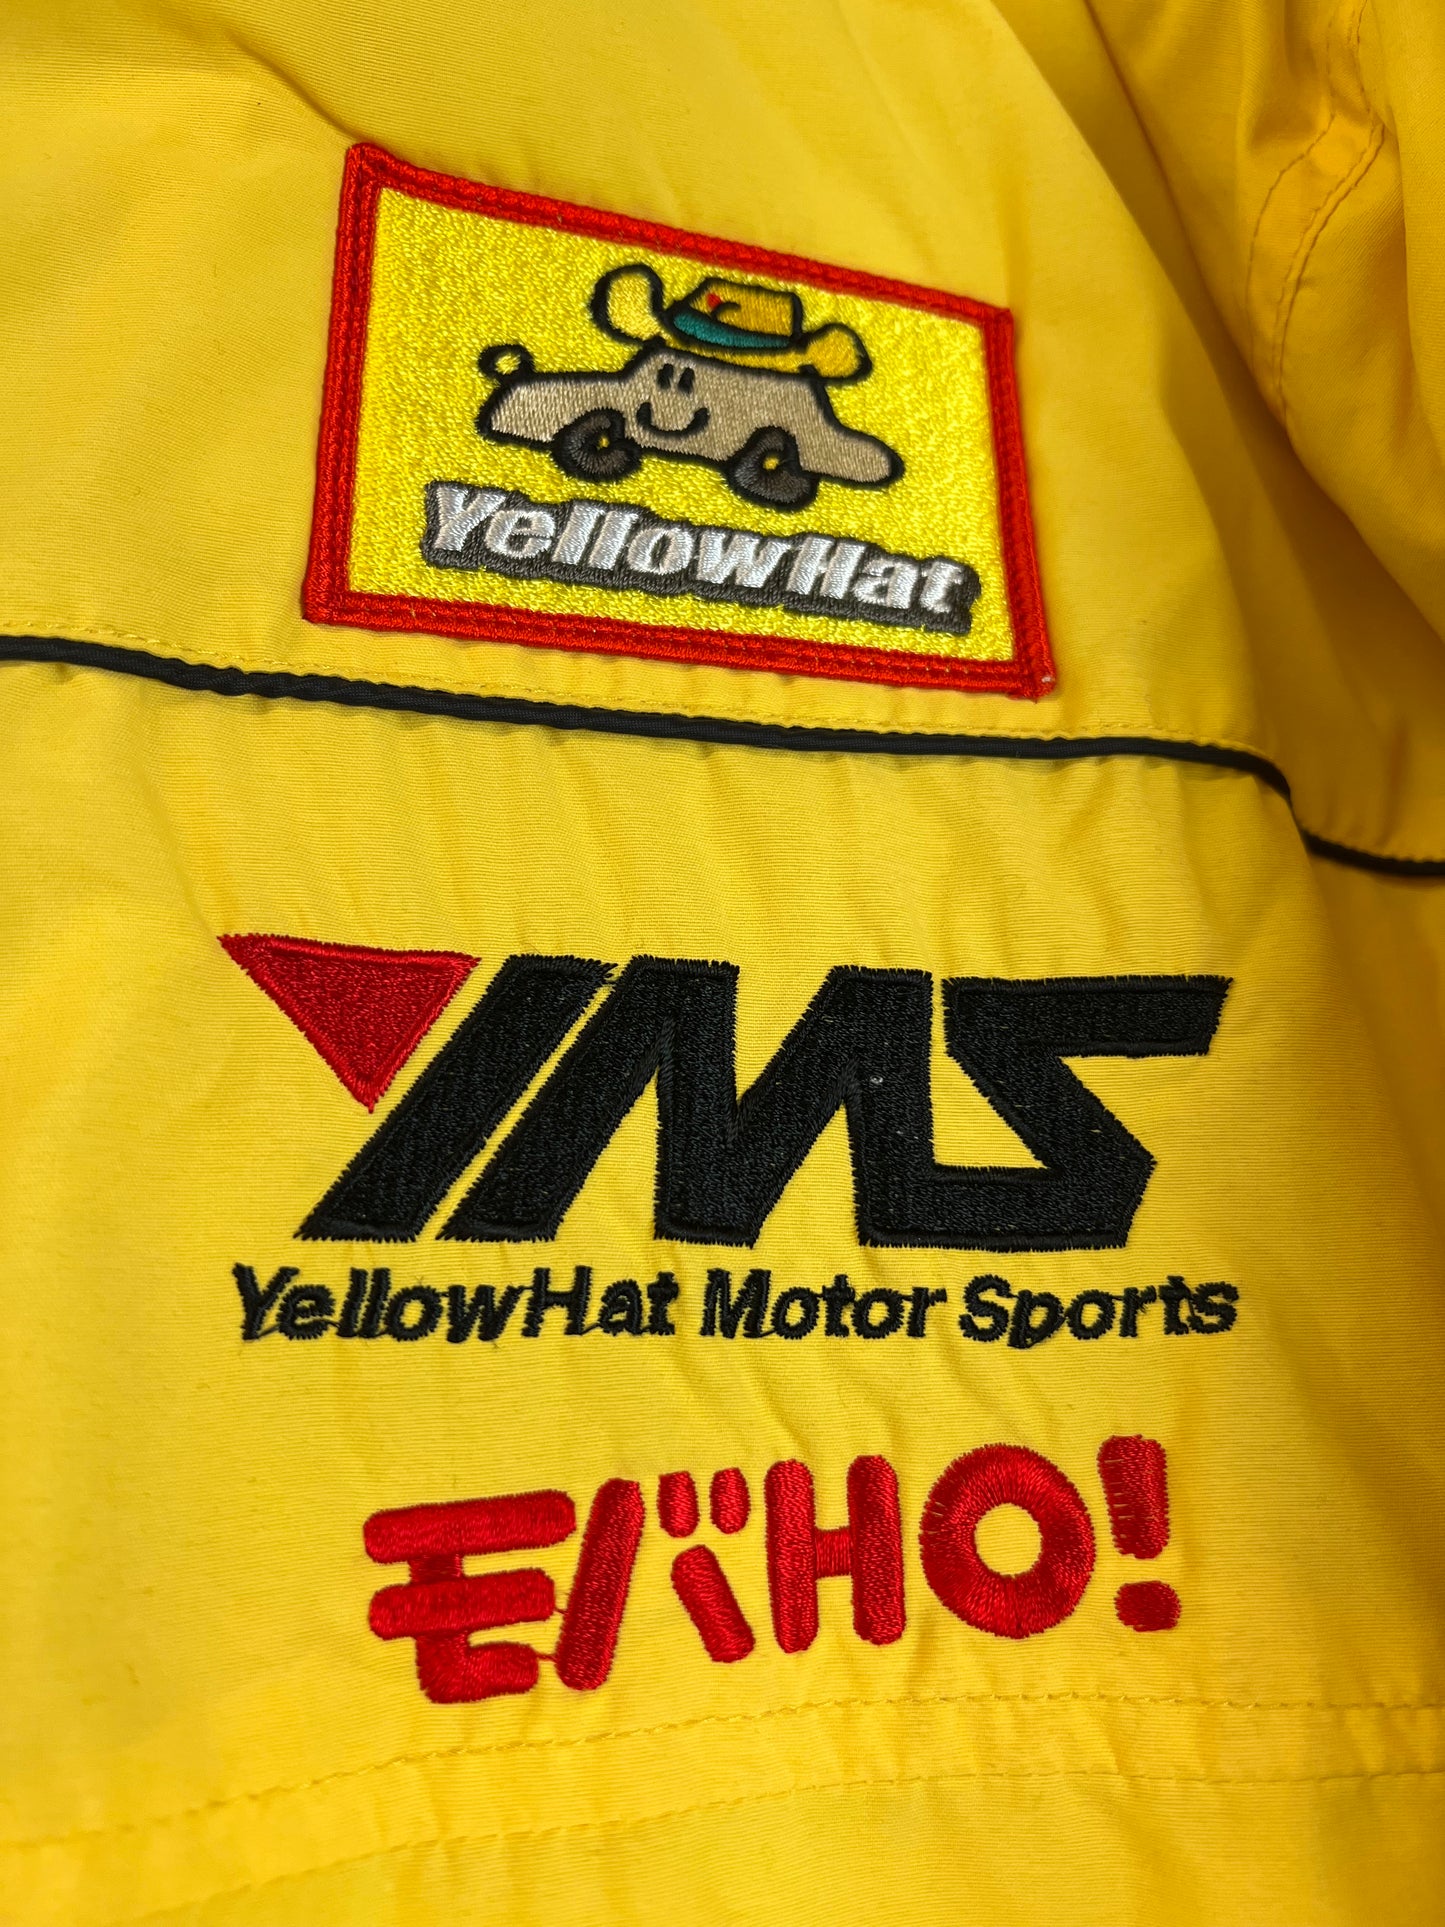 YellowHat
YMS
YellowHat Motor Sports
モバHO!